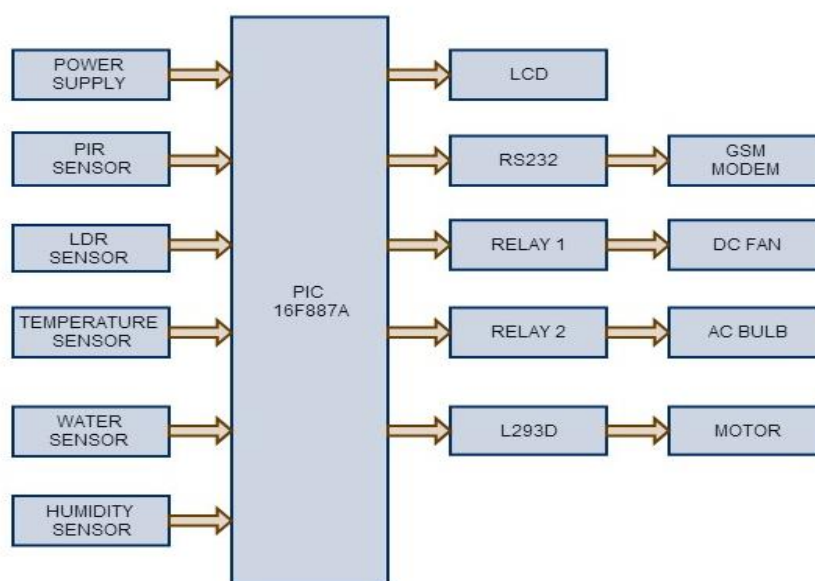 POWER
SUPPLY
PIR
SENSOR
LDR
SENSOR
TEMPERATURE
SENSOR
WATER
SENSOR
HUMIDITY
SENSOR
PIC
16F887A
LCD
RS232
GSM
MODEM
RELAY 1
DC FAN
RELAY 2
AC BULB
L293D
MOTOR